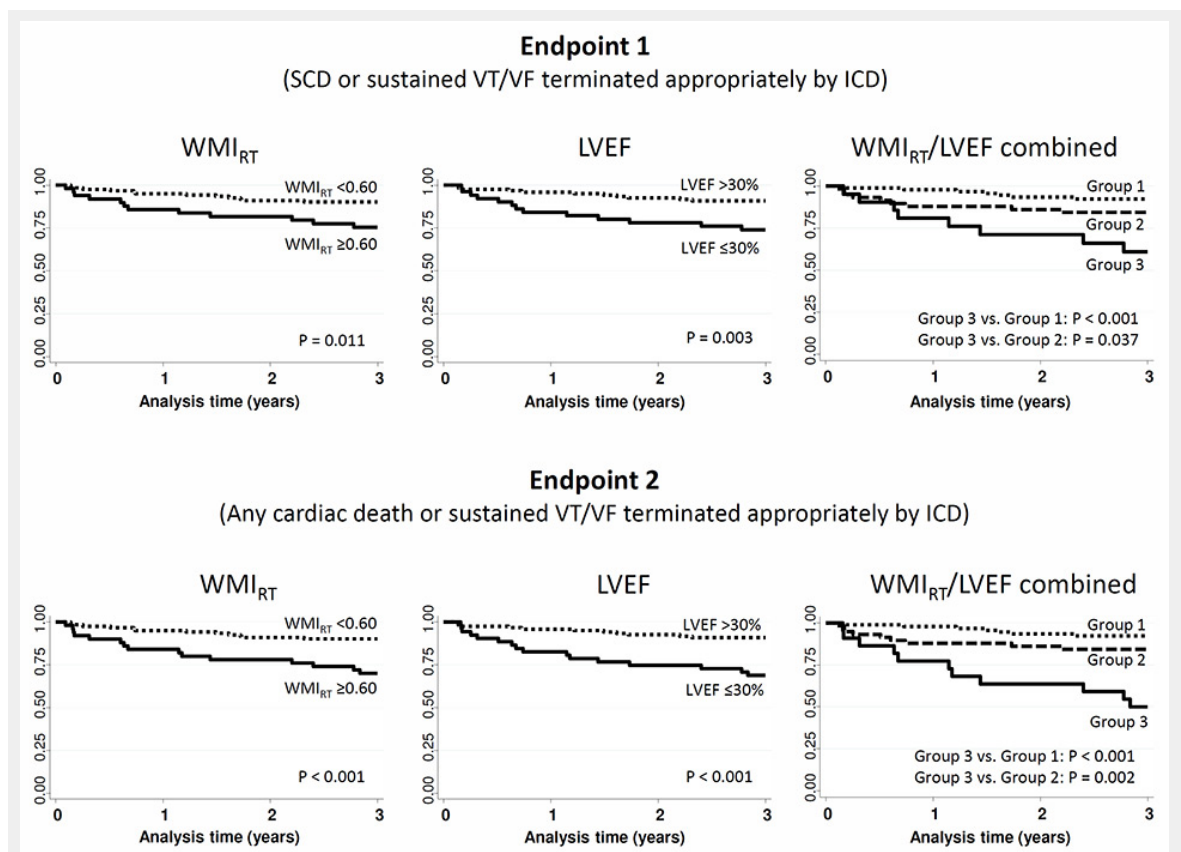 Endpoint 1
(SCD or sustained VT/VF terminated appropriately by ICD)
WMIRT
LVEF
WMIRT/LVEF combined
1.00
0.75
0.50
0.25
0.00
WMIRT <0.60
WMIRT ≥0.60
P = 0.011
0 1 2 3
Analysis time (years)
1.00
0.75
0.50
0.25
0.00
LVEF >30%
LVEF ≤30%
P = 0.003
0 1 2 3
Analysis time (years)
1.00
0.75
0.50
0.25
0.00
Group 1
Group 2
Group 3
Group 3 vs. Group 1: P < 0.001
Group 3 vs. Group 2: P = 0.037
0 1 2 3
Analysis time (years)
Endpoint 2
(Any cardiac death or sustained VT/VF terminated appropriately by ICD)
WMIRT
LVEF
WMIRT/LVEF combined
1.00
0.75
0.50
0.25
0.00
WMIRT <0.60
WMIRT ≥0.60
P < 0.001
0 1 2 3
Analysis time (years)
1.00
0.75
0.50
0.25
0.00
LVEF >30%
LVEF ≤30%
P < 0.001
0 1 2 3
Analysis time (years)
1.00
0.75
0.50
0.25
0.00
Group 1
Group 2
Group 3
Group 3 vs. Group 1: P < 0.001
Group 3 vs. Group 2: P = 0.002
0 1 2 3
Analysis time (years)